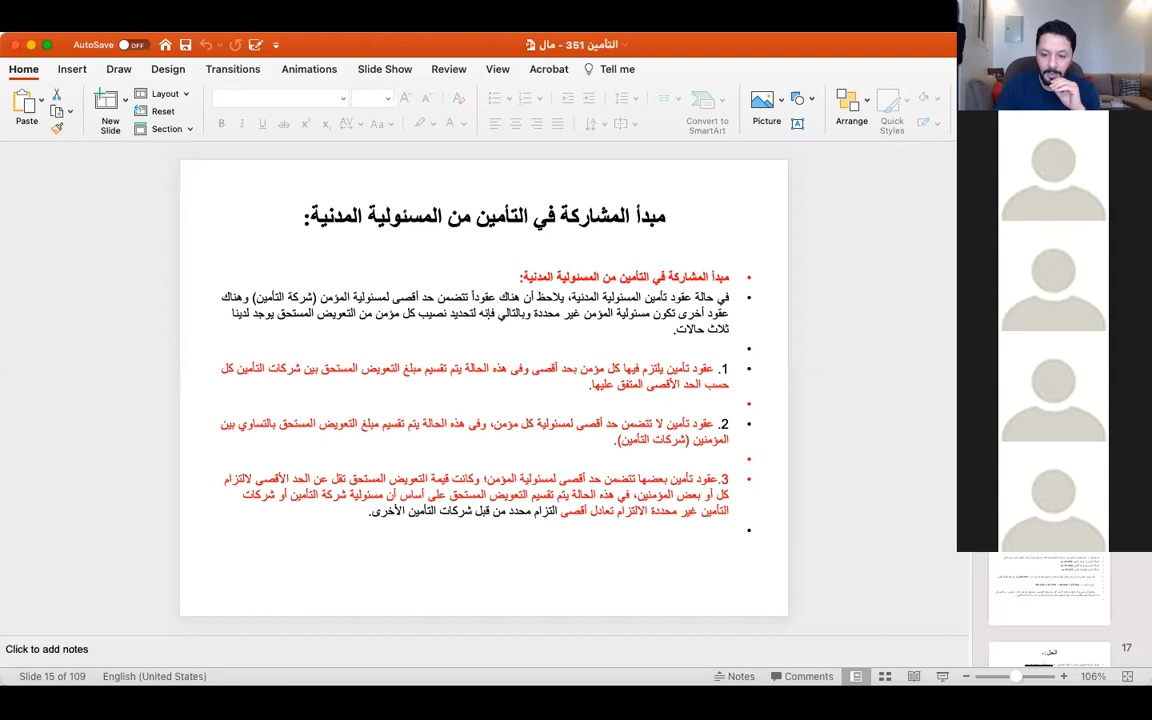 AutoSave OFF
التأمين 351 - مال
Home Insert Draw Design Transitions Animations Slide Show Review View Acrobat Tell me
Paste
New Slide
Layout
Reset
Section
B I U ab
Aa
Convert to SmartArt
Picture
Arrange
Quick Styles
مبدأ المشاركة في التأمين من المسئولية المدنية:
• مبدأ المشاركة في التأمين من المسئولية المدنية:
• في حالة عقود تأمين المسئولية المدنية، يلاحظ أن هناك عقوداً تتضمن حد أقصى لمسئولية المؤمن (شركة التأمين) وهناك
عقود أخرى تكون مسئولية المؤمن غير محددة وبالتالي فإنه لتحديد نصيب كل مؤمن من التعويض المستحق يوجد لدينا
ثلاث حالات.
•
• 1. عقود تأمين يلتزم فيها كل مؤمن بحد أقصى وفى هذه الحالة يتم تقسيم مبلغ التعويض المستحق بين شركات التأمين كل
حسب الحد الأقصى المتفق عليها.
•
• 2. عقود تأمين لا تتضمن حد أقصى لمسئولية كل مؤمن، وفى هذه الحالة يتم تقسيم مبلغ التعويض المستحق بالتساوي بين
المؤمنين (شركات التأمين).
•
• 3.عقود تأمين بعضها تتضمن حد أقصى لمسئولية المؤمن؛ وكانت قيمة التعويض المستحق تقل عن الحد الأقصى لالتزام
كل أو بعض المؤمنين، في هذه الحالة يتم تقسيم التعويض المستحق على أساس أن مسئولية شركة التأمين أو شركات
التأمين غير محددة الالتزام تعادل أقصى التزام محدد من قبل شركات التأمين الأخرى.
•
الحل:-
17
Click to add notes
Slide 15 of 109 English (United States) Notes Comments 106%